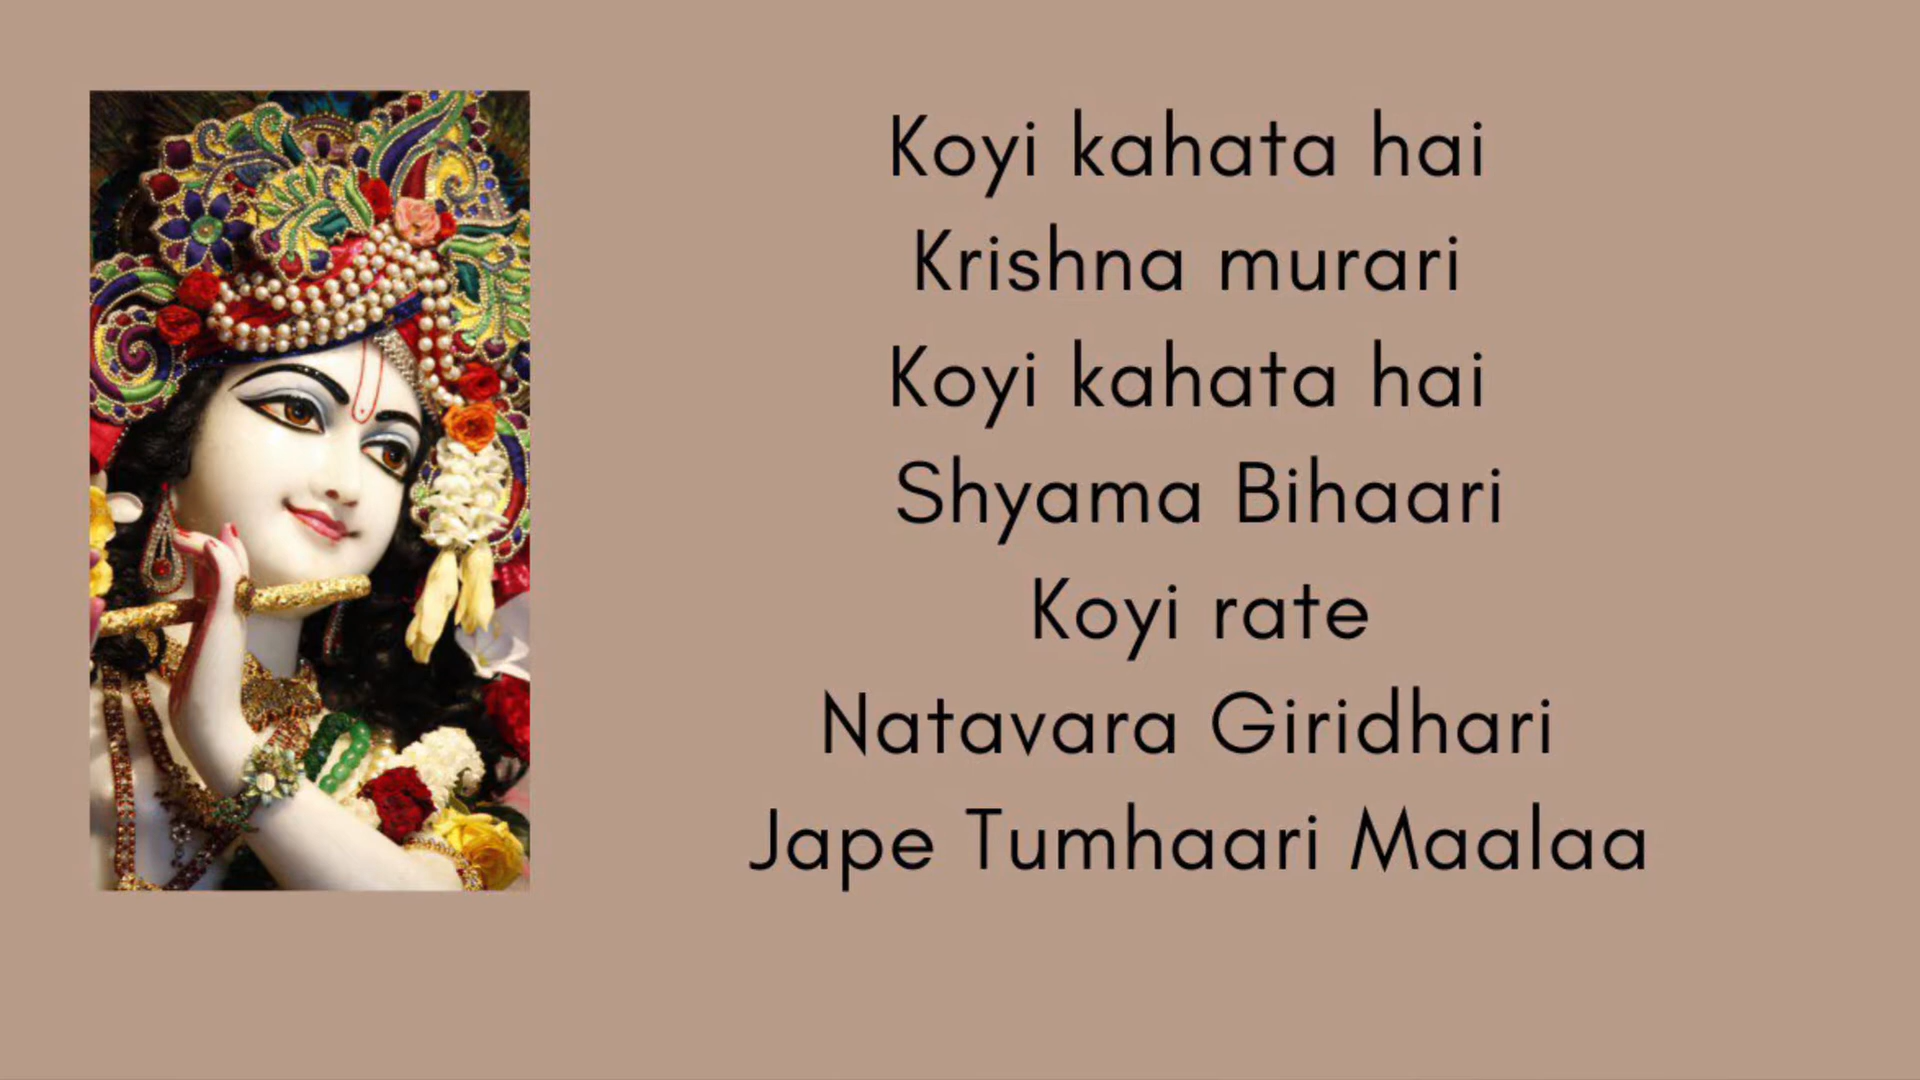 Koyi kahata hai
Krishna murari
Koyi kahata hai
Shyama Bihaari
Koyi rate
Natavara Giridhari
Jape Tumhaari Maalaa